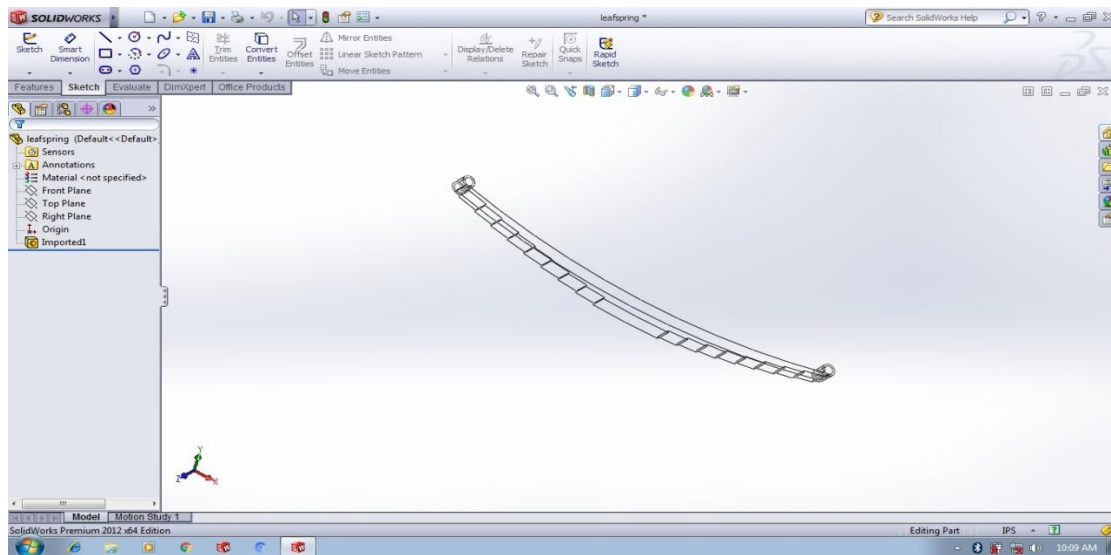 SOLIDWORKS
leafspring *
Search SolidWorks Help
Sketch
Smart Dimension
Trim Entities
Convert Entities
Offset Entities
Mirror Entities
Linear Sketch Pattern
Move Entities
Display/Delete Relations
Repair Sketch
Quick Snaps
Rapid Sketch
Features Sketch Evaluate DimXpert Office Products
leafspring (Default<<Default>
Sensors
Annotations
Material <not specified>
Front Plane
Top Plane
Right Plane
Origin
Imported1
Y
Z
X
Model Motion Study 1
SolidWorks Premium 2012 x64 Edition
Editing Part
IPS
10:09 AM